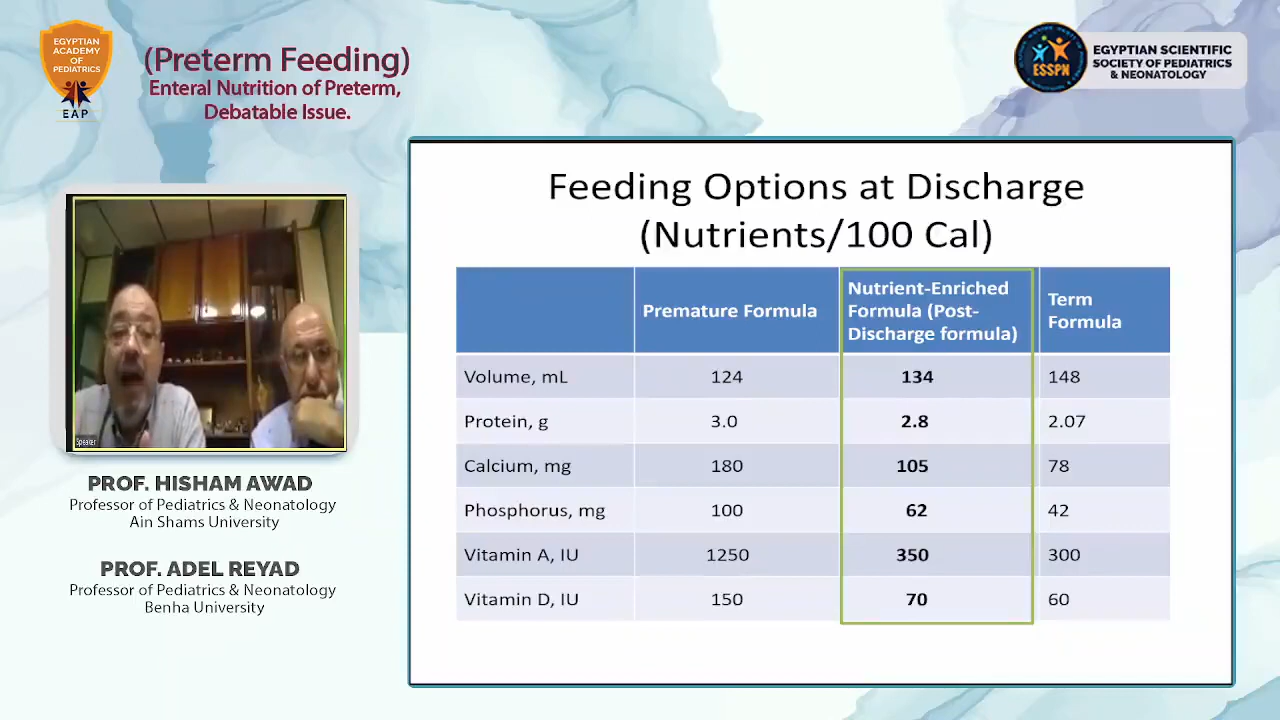 EGYPTIAN
ACADEMY
OF
PEDIATRICS
EAP
(Preterm Feeding)
Enteral Nutrition of Preterm,
Debatable Issue.
ESSPN
EGYPTIAN SCIENTIFIC
SOCIETY OF PEDIATRICS
& NEONATOLOGY
Speaker
PROF. HISHAM AWAD
Professor of Pediatrics & Neonatology
Ain Shams University
PROF. ADEL REYAD
Professor of Pediatrics & Neonatology
Benha University
Feeding Options at Discharge
(Nutrients/100 Cal)
Premature Formula
Nutrient-Enriched
Formula (Post-
Discharge formula)
Term
Formula
Volume, mL 124 134 148
Protein, g 3.0 2.8 2.07
Calcium, mg 180 105 78
Phosphorus, mg 100 62 42
Vitamin A, IU 1250 350 300
Vitamin D, IU 150 70 60